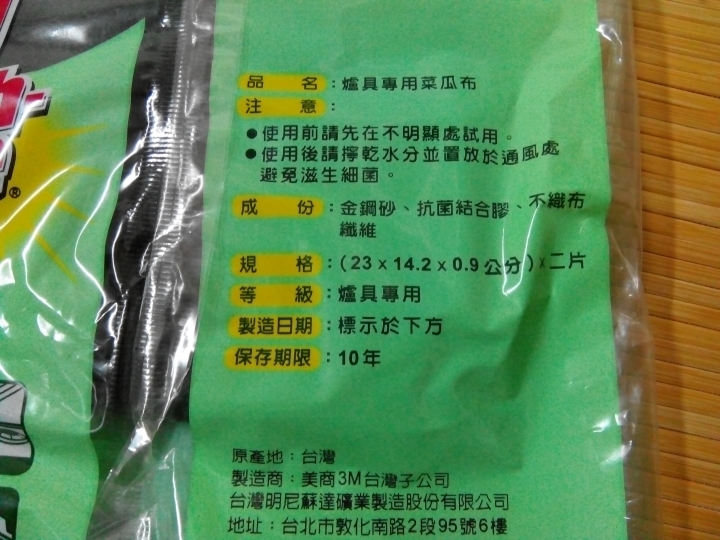 品名：爐具專用菜瓜布
注意：
●使用前請先在不明顯處試用。
●使用後請擰乾水分並置放於通風處
避免滋生細菌。
成份：金鋼砂、抗菌結合膠、不織布
纖維
規格：(23 x 14.2 x 0.9 公分) x 二片
等級：爐具專用
製造日期：標示於下方
保存期限：10年
原產地：台灣
製造商：美商3M台灣子公司
台灣明尼蘇達礦業製造股份有限公司
地址：台北市敦化南路2段95號6樓